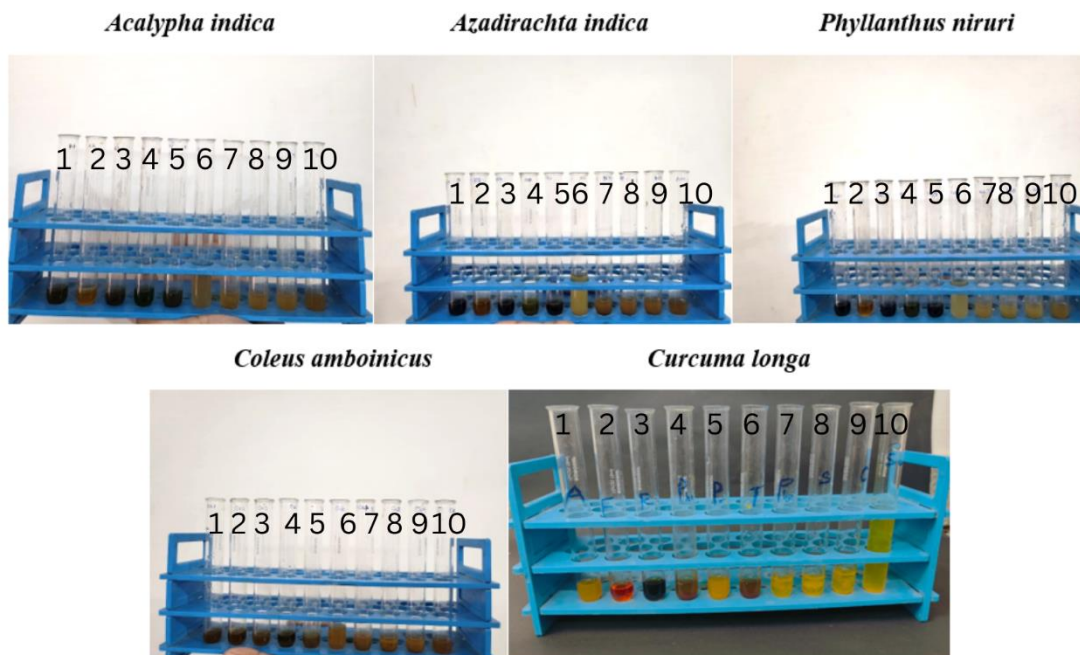 Acalypha indica
Azadirachta indica
Phyllanthus niruri
1 2 3 4 5 6 7 8 9 10
1 2 3 4 5 6 7 8 9 10
1 2 3 4 5 6 7 8 9 10
Coleus amboinicus
Curcuma longa
1 2 3 4 5 6 7 8 9 10
1 2 3 4 5 6 7 8 9 10
A F P T S